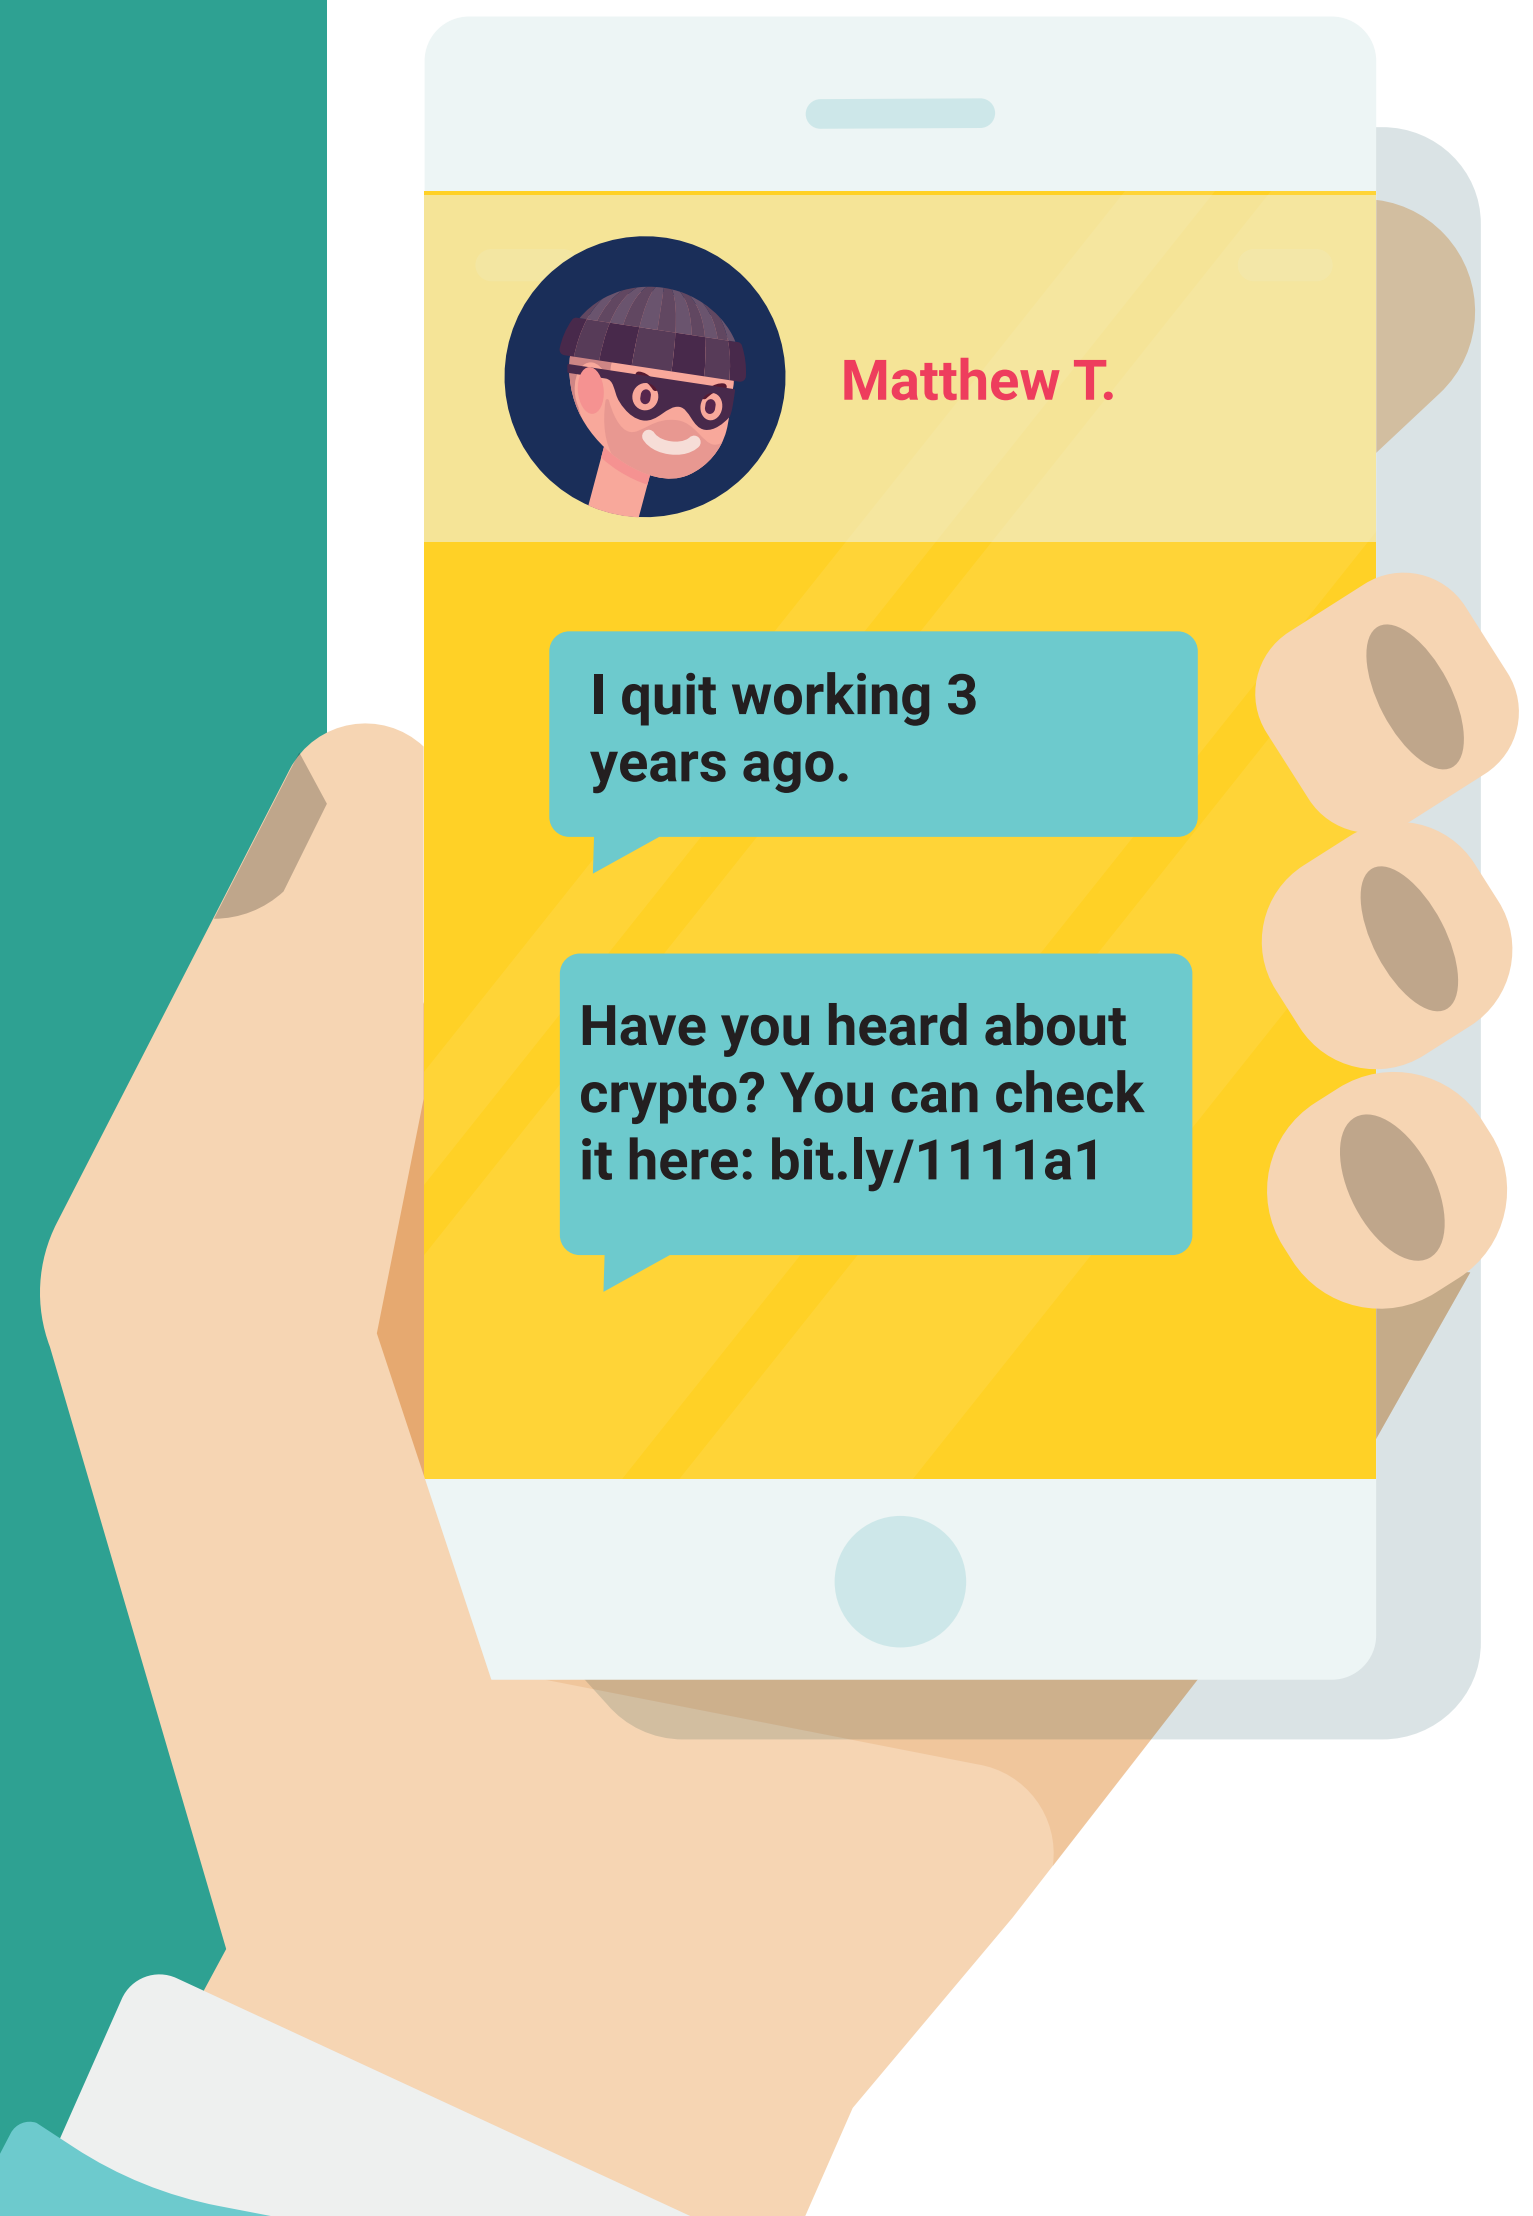 Matthew T.
I quit working 3
years ago.
Have you heard about
crypto? You can check
it here: bit.ly/1111a1